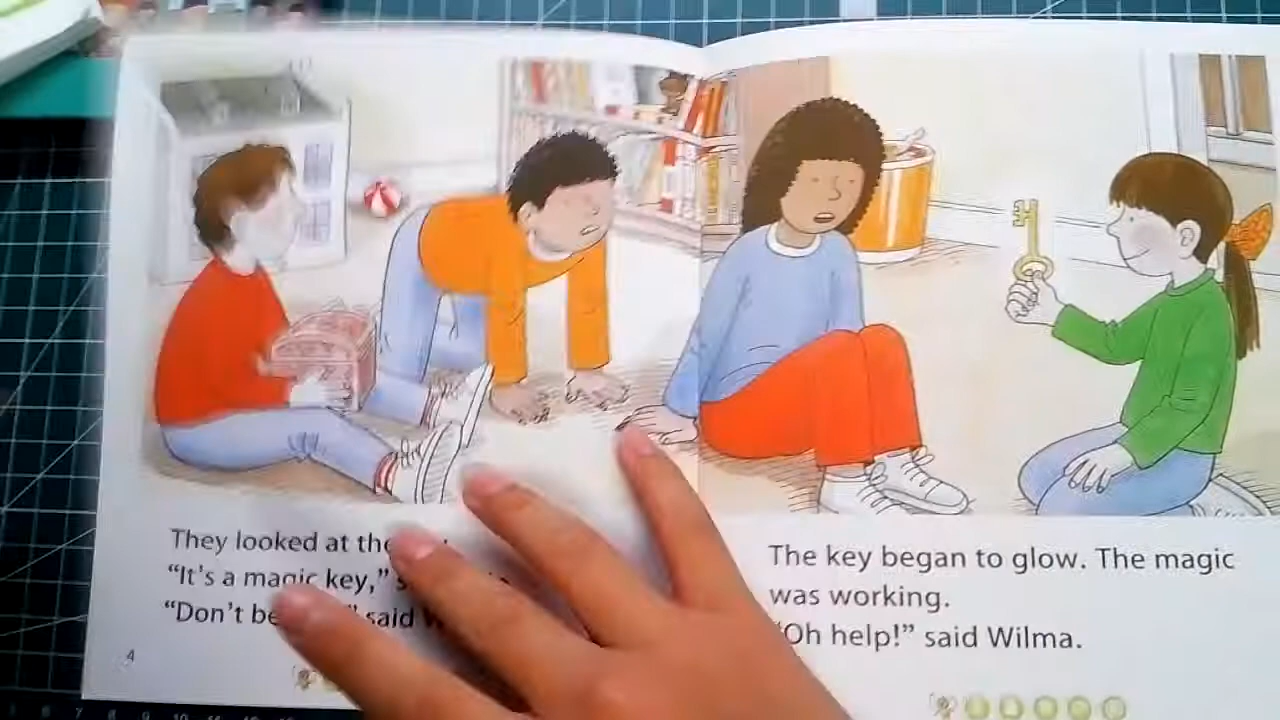 They looked at the
"It's a magic key,"
"Don't be said
4
The key began to glow. The magic
was working.
"Oh help!" said Wilma.